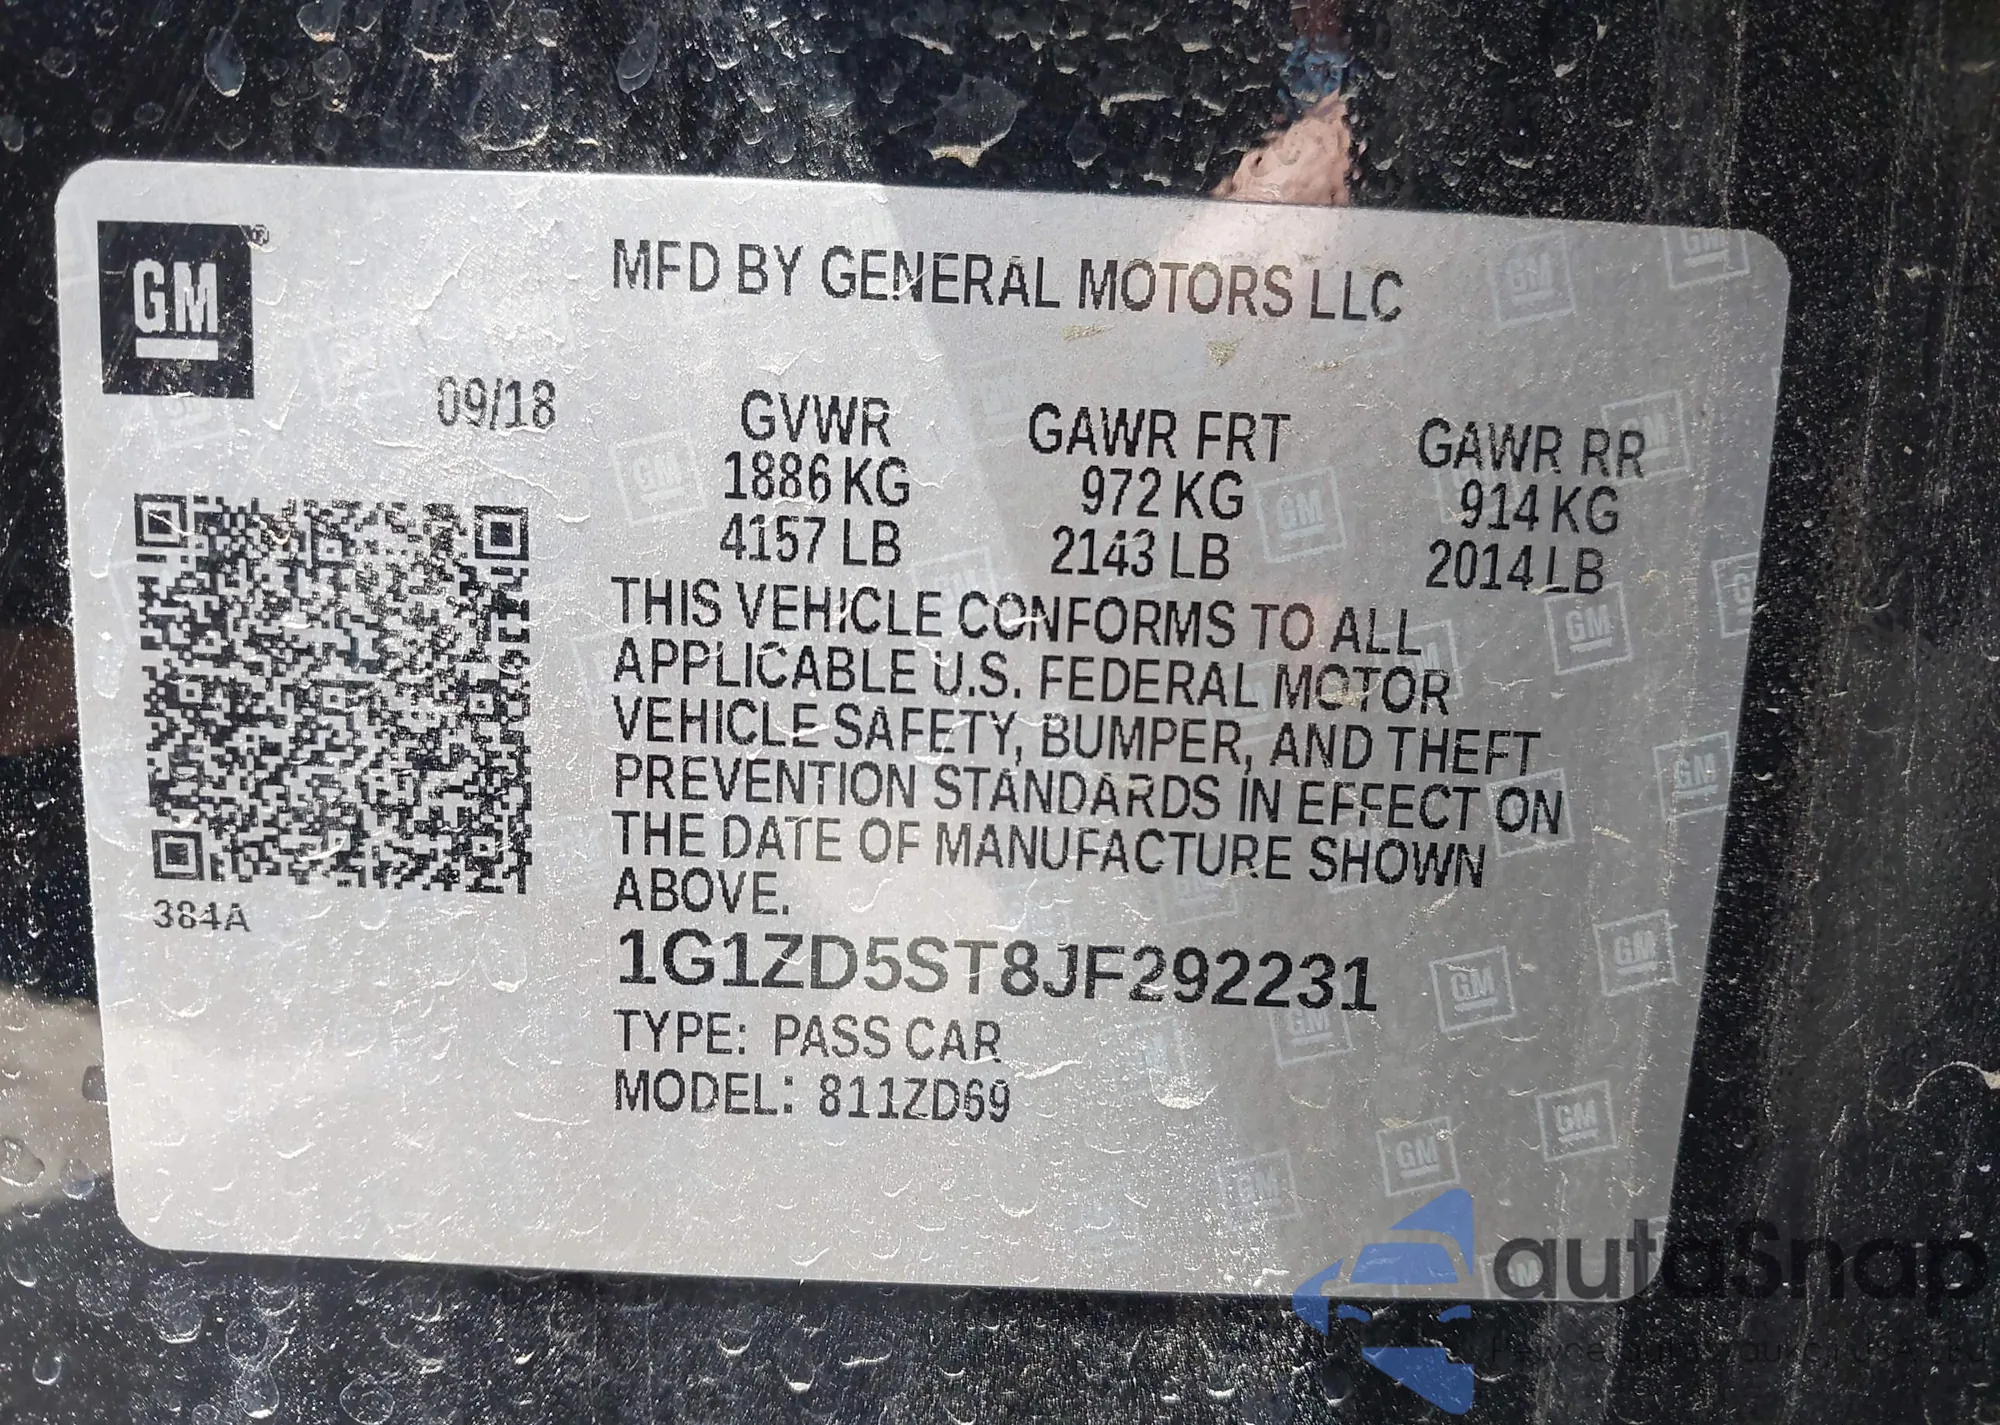 GM
MFD BY GENERAL MOTORS LLC
09/18
GVWR GAWR FRT GAWR RR
1886 KG 972 KG 914 KG
4157 LB 2143 LB 2014 LB
THIS VEHICLE CONFORMS TO ALL
APPLICABLE U.S. FEDERAL MOTOR
VEHICLE SAFETY, BUMPER, AND THEFT
PREVENTION STANDARDS IN EFFECT ON
THE DATE OF MANUFACTURE SHOWN
ABOVE.
384A
1G1ZD5ST8JF292231
TYPE: PASS CAR
MODEL: 811ZD69
autasnap